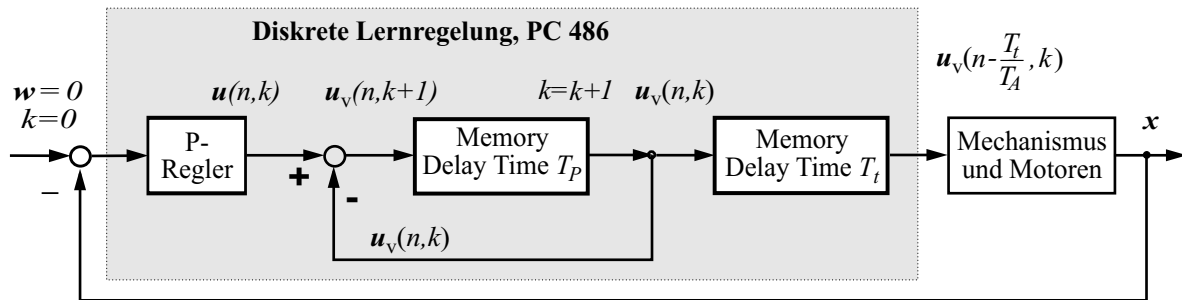 Diskrete Lernregelung, PC 486
w=0
k=0
u(n,k)
u_v(n,k+1)
k=k+1
u_v(n,k)
u_v(n-T_t/T_A,k)
x
P-
Regler
Memory
Delay Time T_P
Memory
Delay Time T_t
Mechanismus
und Motoren
–
+
-
u_v(n,k)